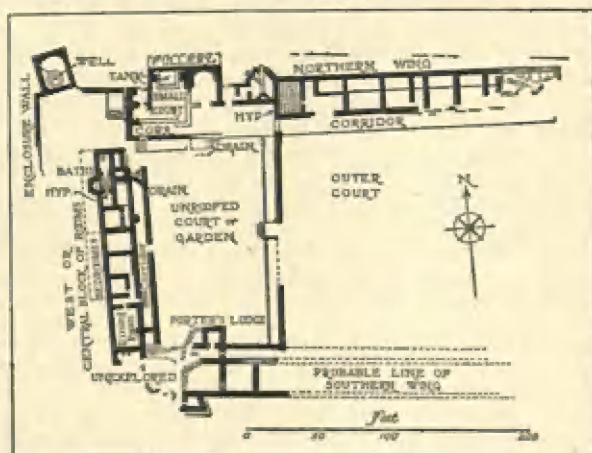 WELL
TANK
FULLERY
NORTHERN WING
SMALL
COURT
ENCLOSURE WALL
HYP
CORRIDOR
DRAIN
BATH
HYP
DRAIN
OUTER
COURT
N
UNROOFED
COURT or
GARDEN
WEST OR
CENTRAL BLOCK OF ROOMS
PORTER'S LODGE
UNEXPLORED
PROBABLE LINE OF
SOUTHERN WING
Feet
0 50 100 200